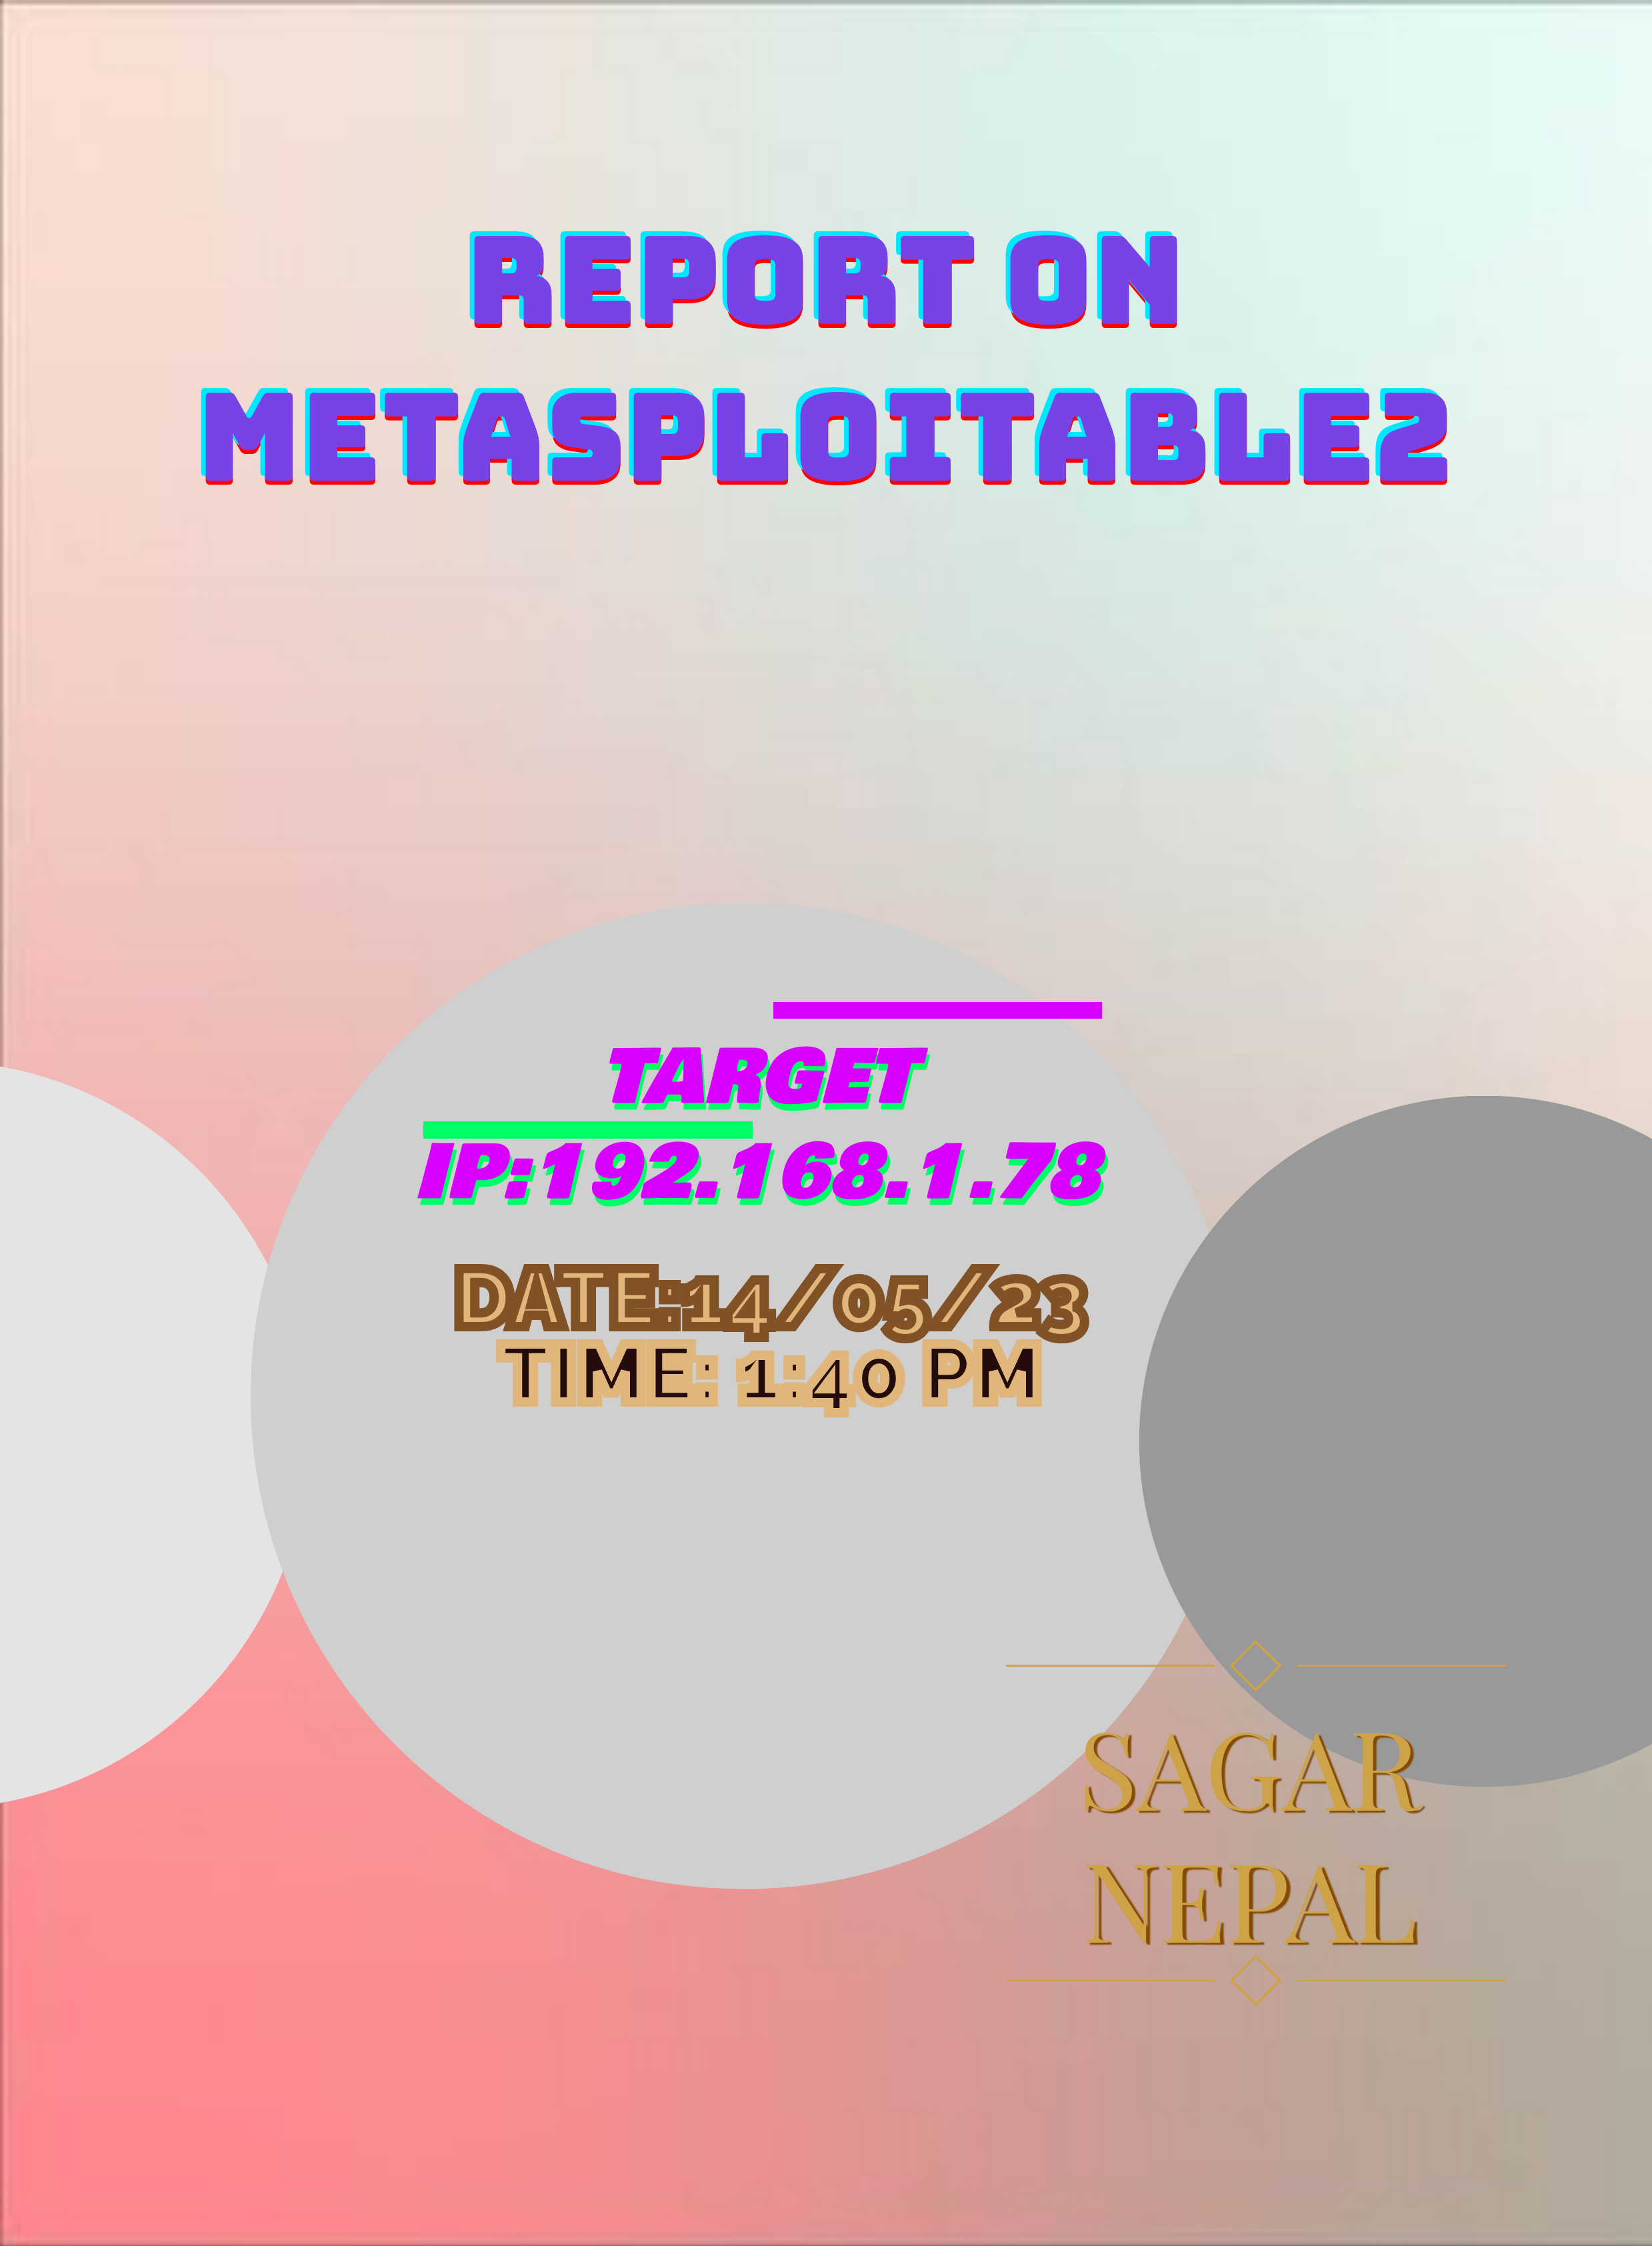 REPORT ON
METASPLOITABLE2
TARGET
IP:192.168.1.78
DATE:14/05/23
TIME: 1:40 PM
SAGAR
NEPAL